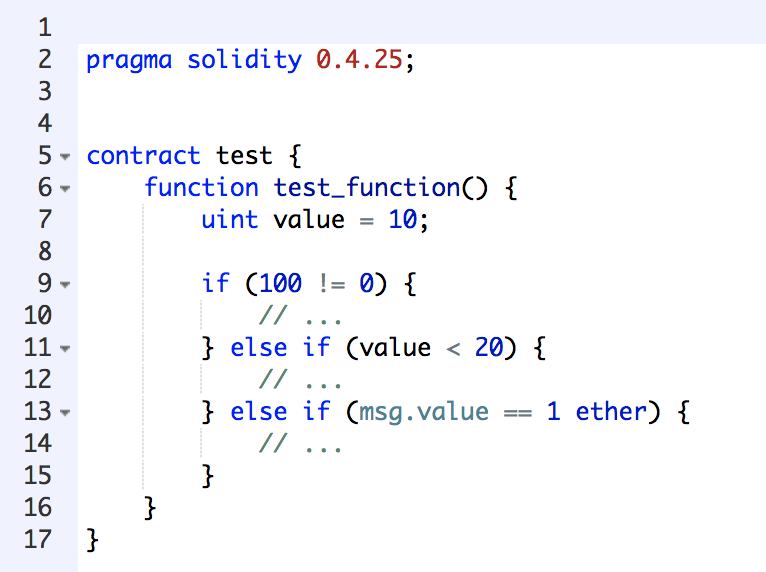 1
2 pragma solidity 0.4.25;
3
4
5 contract test {
6     function test_function() {
7         uint value = 10;
8
9         if (100 != 0) {
10             // ...
11         } else if (value < 20) {
12             // ...
13         } else if (msg.value == 1 ether) {
14             // ...
15         }
16     }
17 }